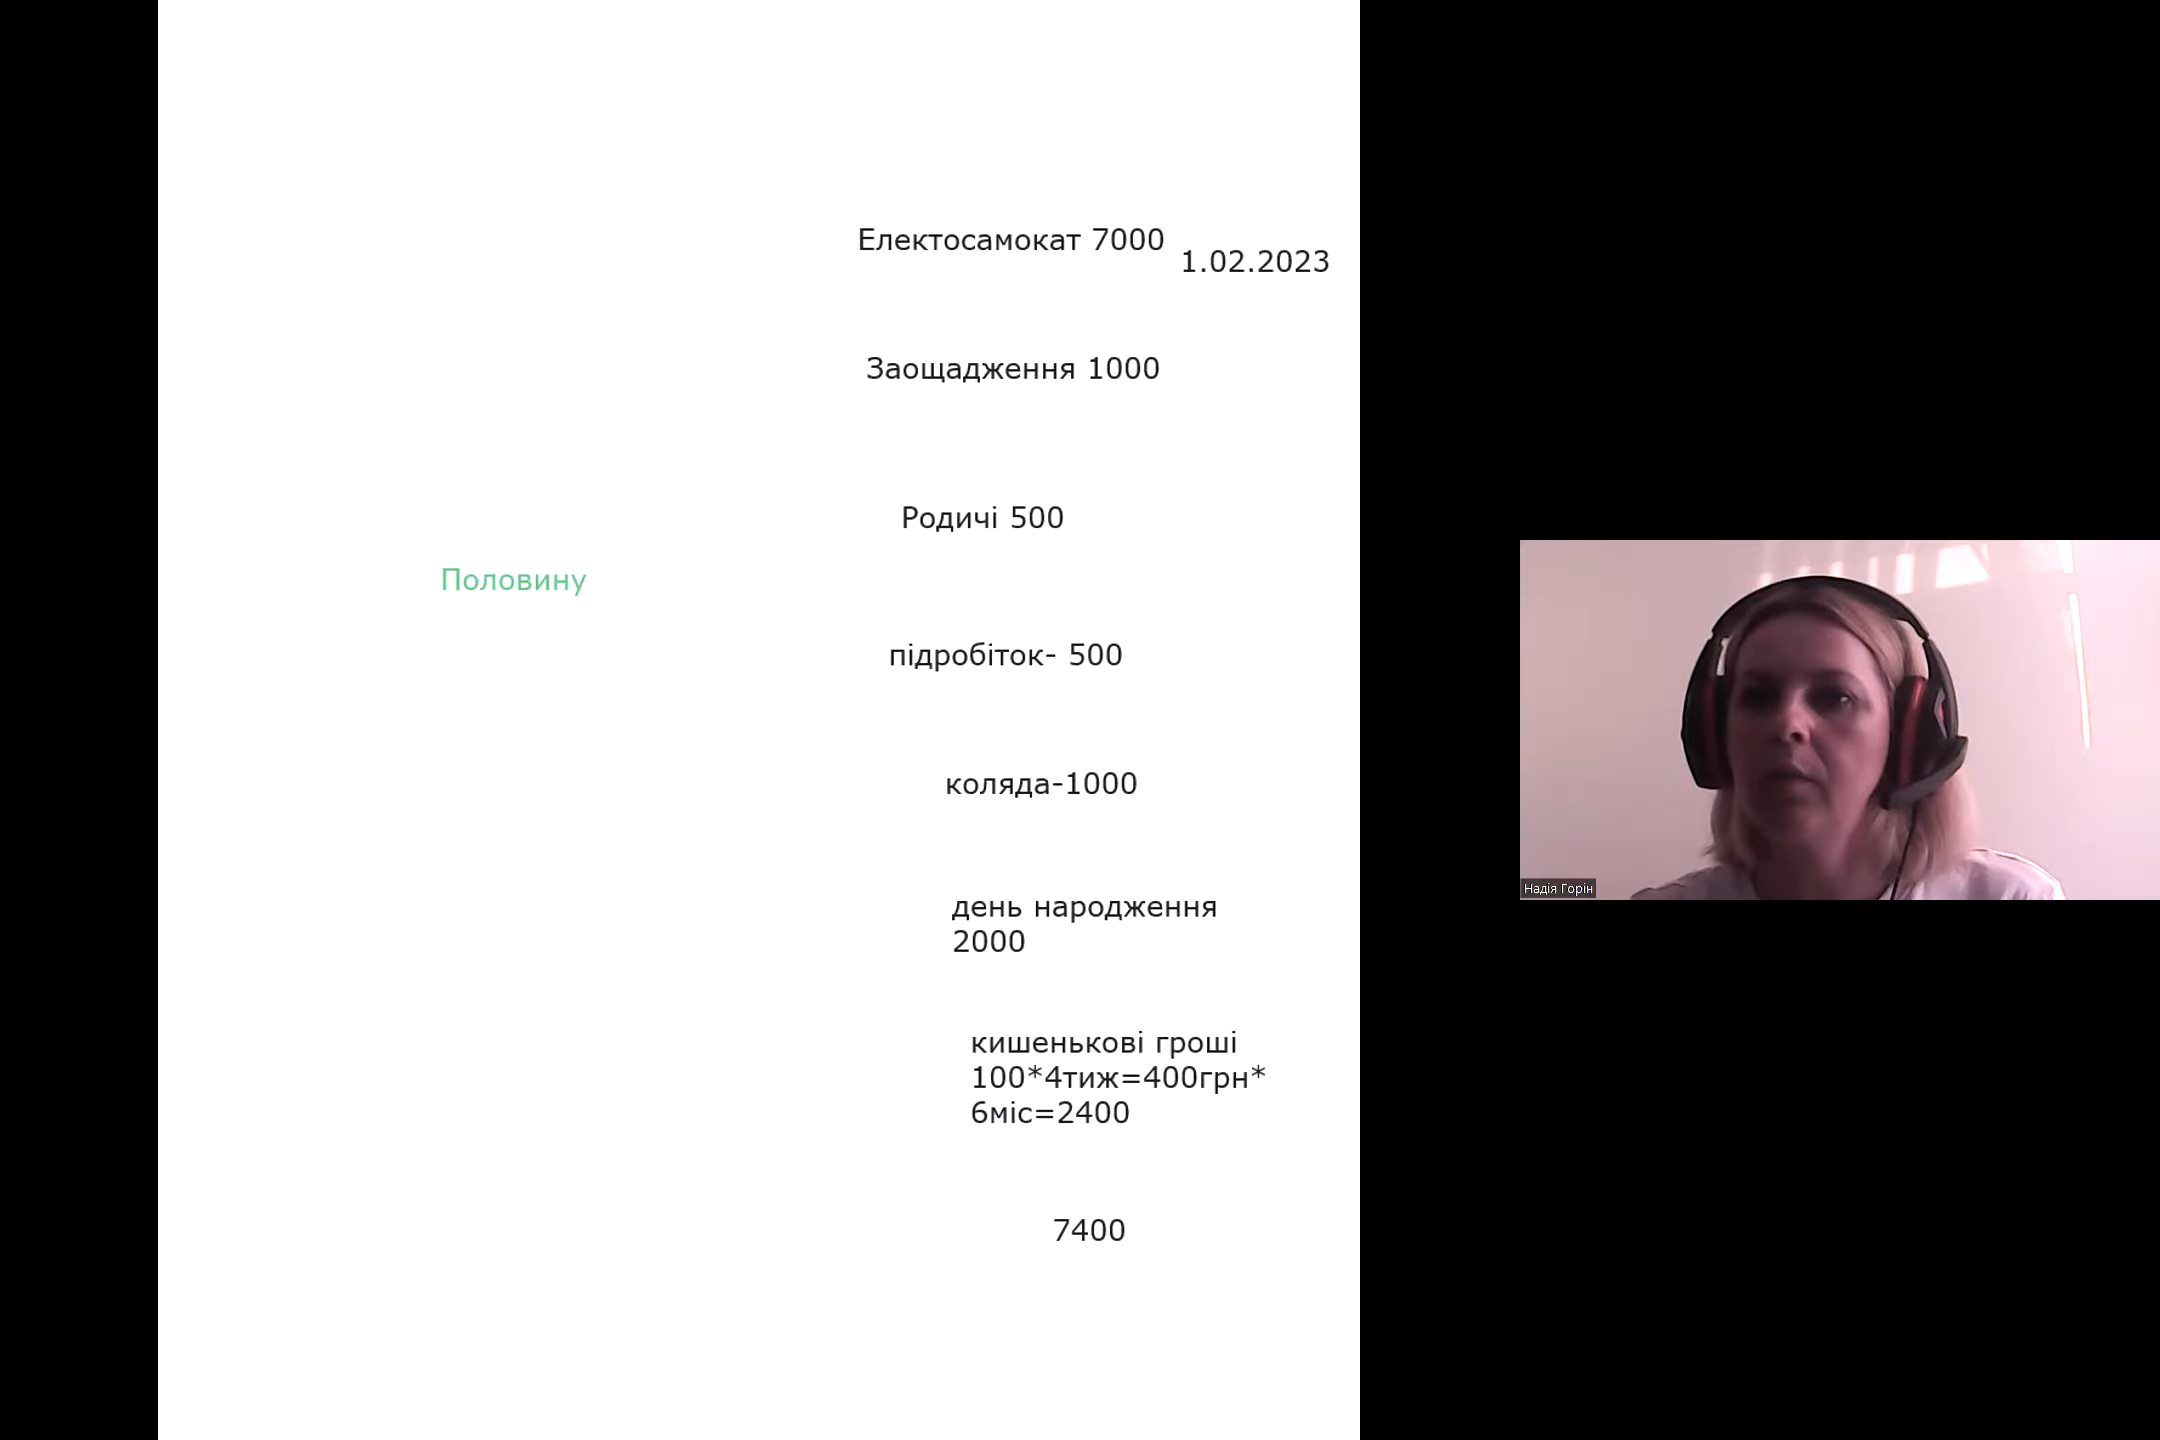 Електосамокат 7000
1.02.2023
Заощадження 1000
Родичі 500
Половину
підробіток- 500
коляда-1000
день народження
2000
кишенькові гроші
100*4тиж=400грн*
6міс=2400
7400
Надія Горін